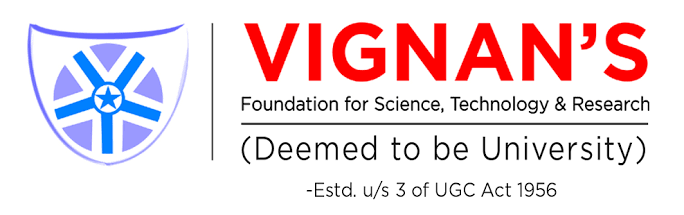 VIGNAN'S
Foundation for Science, Technology & Research
(Deemed to be University)
-Estd. u/s 3 of UGC Act 1956